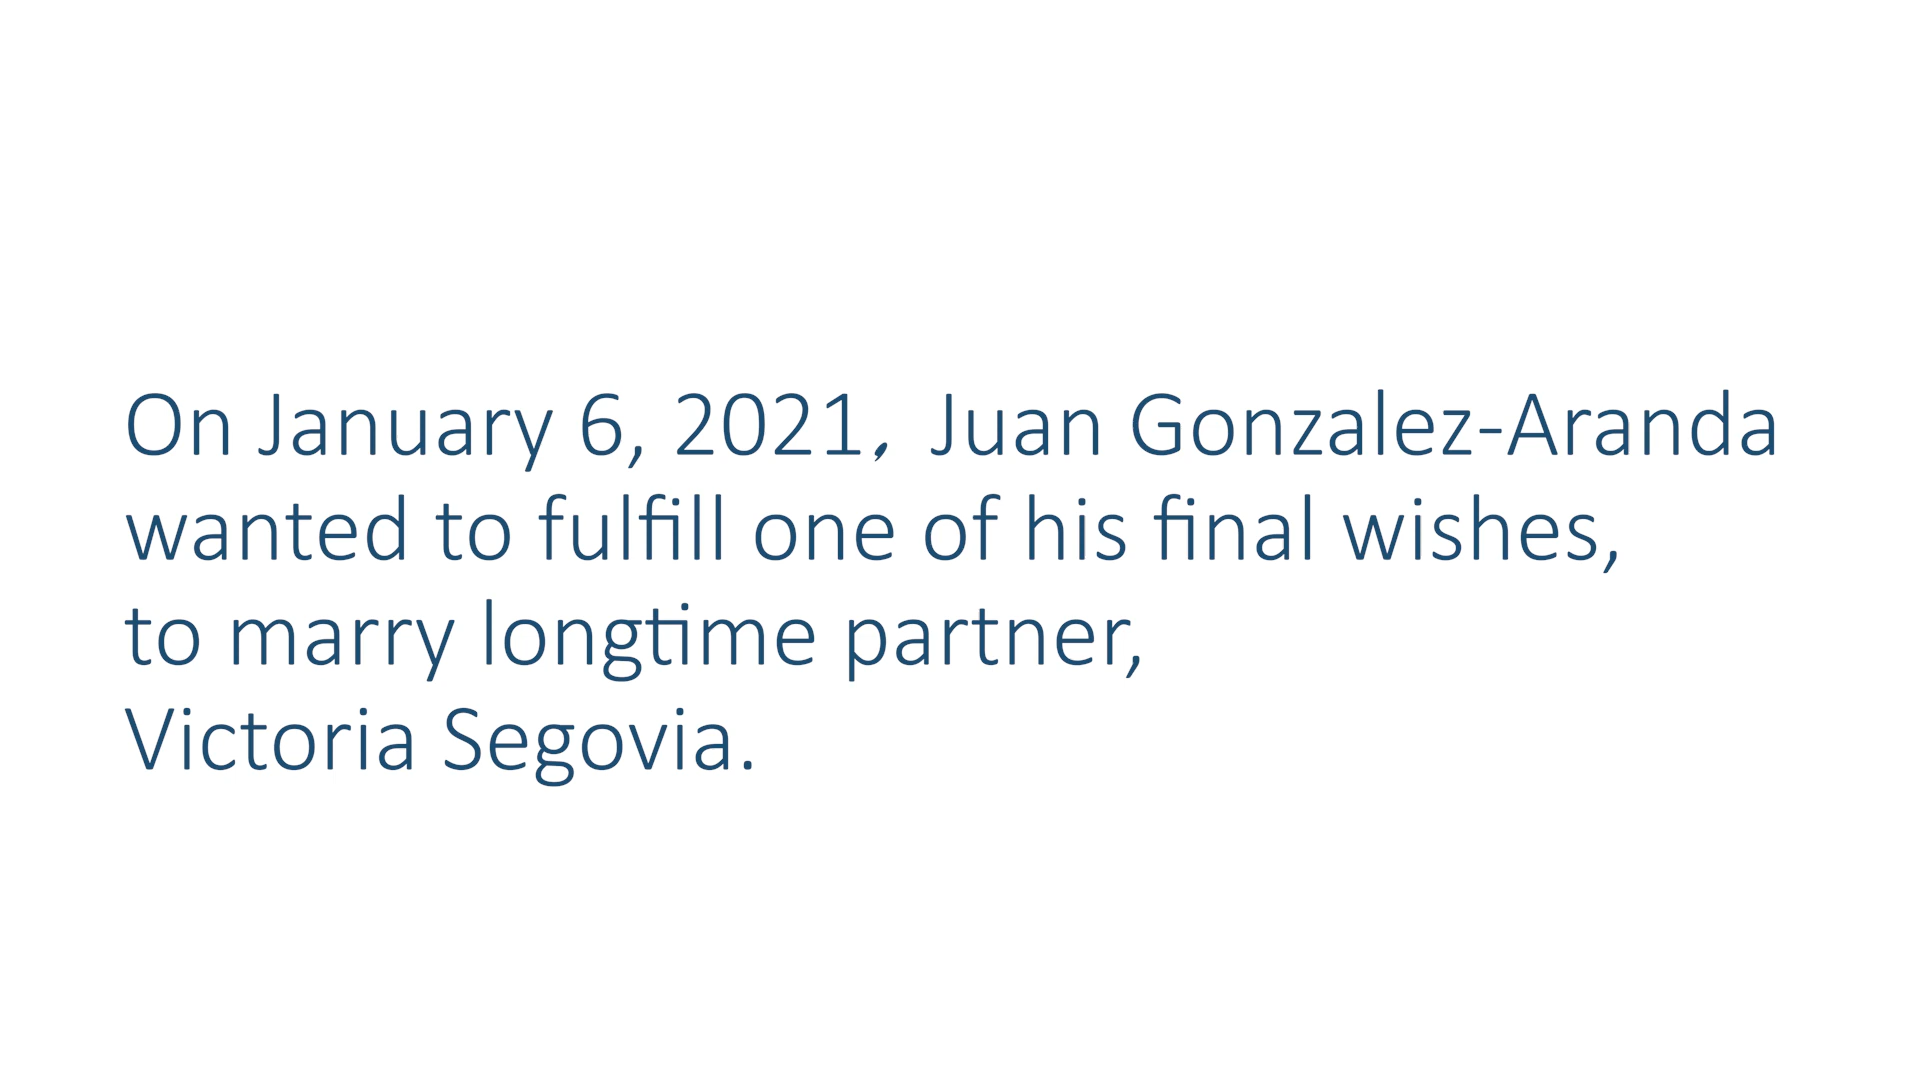 On January 6, 2021, Juan Gonzalez-Aranda
wanted to fulfill one of his final wishes,
to marry longtime partner,
Victoria Segovia.